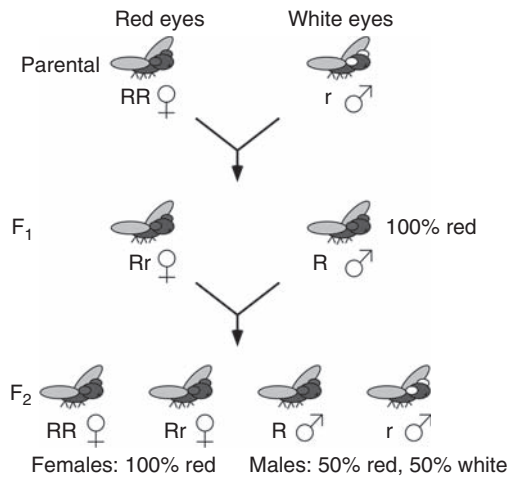 Red eyes White eyes
Parental
RR ♀ r ♂
F₁ 100% red
Rr ♀ R ♂
F₂
RR ♀ Rr ♀ R ♂ r ♂
Females: 100% red Males: 50% red, 50% white